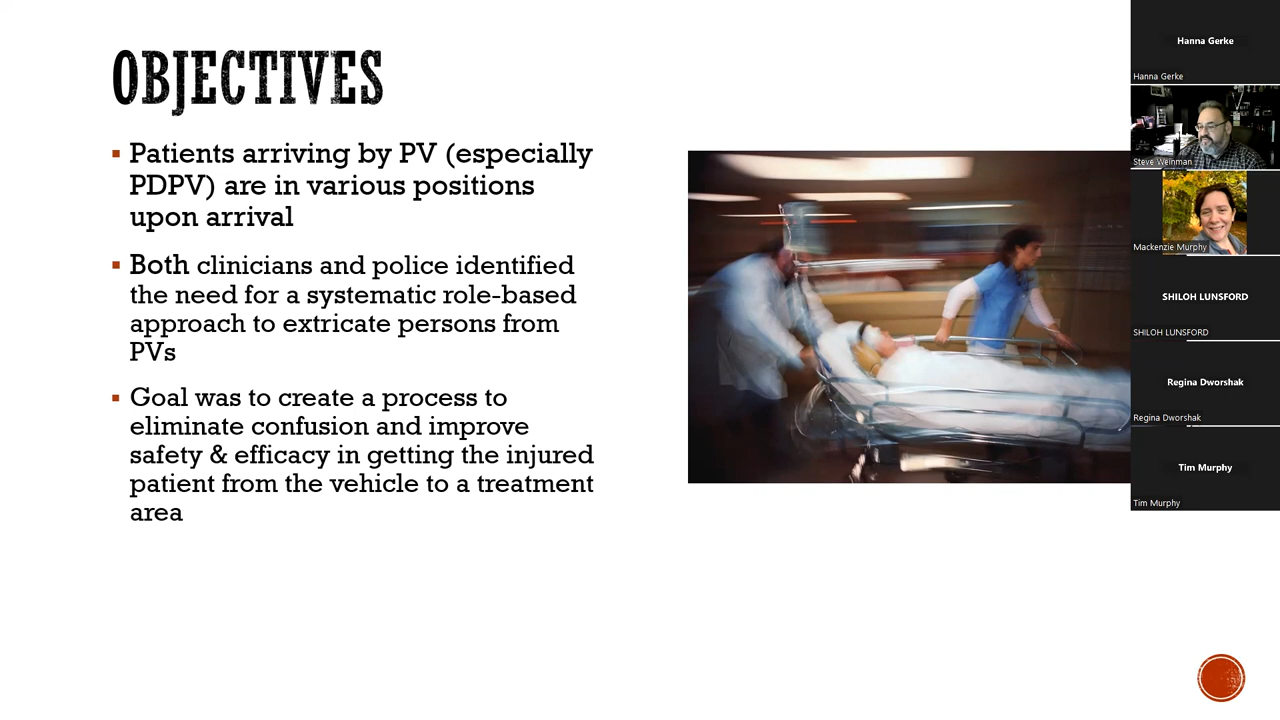 OBJECTIVES
Patients arriving by PV (especially
PDPV) are in various positions
upon arrival
Both clinicians and police identified
the need for a systematic role-based
approach to extricate persons from
PVs
Goal was to create a process to
eliminate confusion and improve
safety & efficacy in getting the injured
patient from the vehicle to a treatment
area
Hanna Gerke
Hanna Gerke
Steve Weinman
Mackenzie Murphy
SHILOH LUNSFORD
SHILOH LUNSFORD
Regina Dworshak
Regina Dworshak
Tim Murphy
Tim Murphy